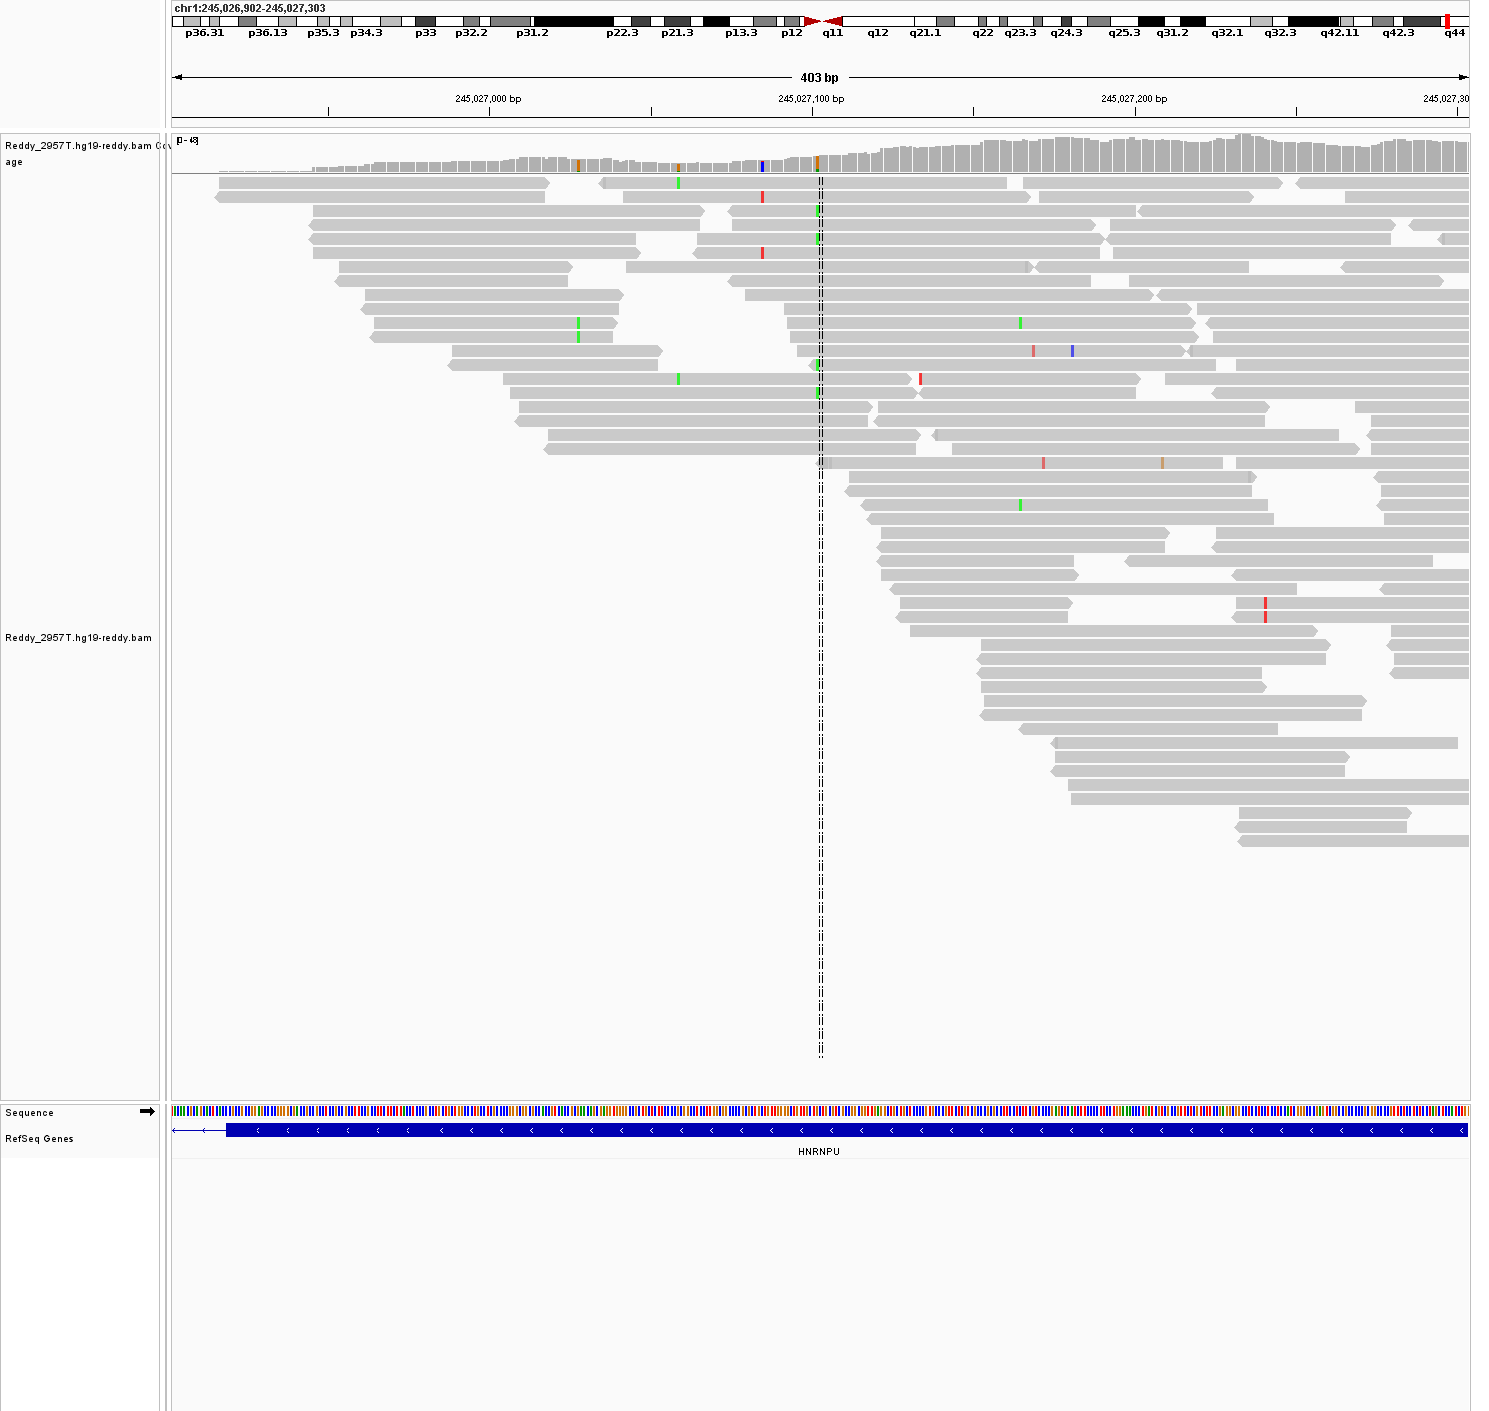 chr1:245,026,902-245,027,303
p36.31 p36.13 p35.3 p34.3 p33 p32.2 p31.2 p22.3 p21.3 p13.3 p12 q11 q12 q21.1 q22 q23.3 q24.3 q25.3 q31.2 q32.1 q32.3 q42.11 q42.3 q44
403 bp
245,027,000 bp 245,027,100 bp 245,027,200 bp 245,027,30
[0 - 48]
Reddy_2957T.hg19-reddy.bam Cov
age
Reddy_2957T.hg19-reddy.bam
Sequence
RefSeq Genes
HNRNPU